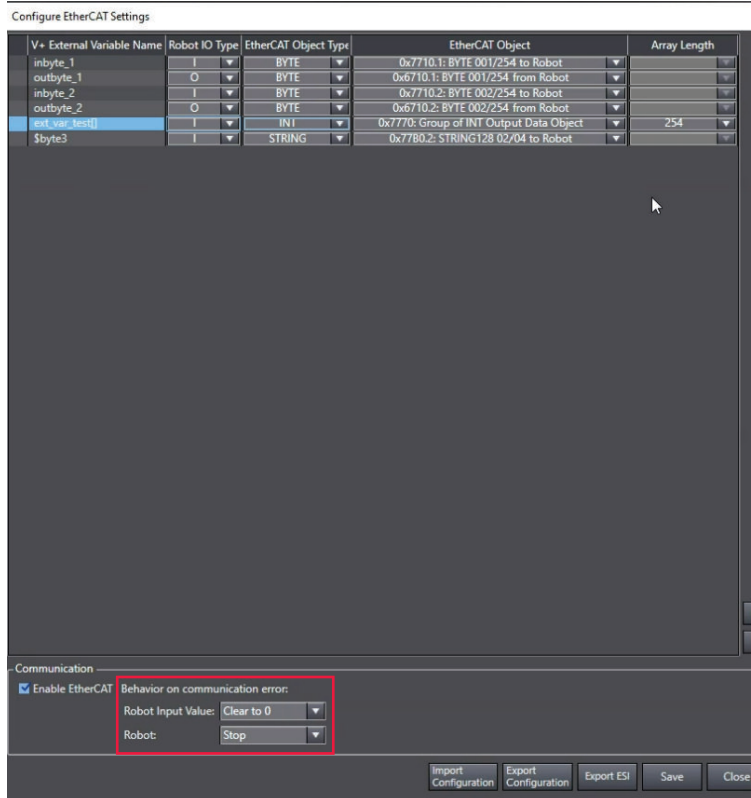 Configure EtherCAT Settings
V+ External Variable Name Robot IO Type EtherCAT Object Type EtherCAT Object Array Length
inbyte_1 I BYTE 0x7710.1: BYTE 001/254 to Robot
outbyte_1 O BYTE 0x6710.1: BYTE 001/254 from Robot
inbyte_2 I BYTE 0x7710.2: BYTE 002/254 to Robot
outbyte_2 O BYTE 0x6710.2: BYTE 002/254 from Robot
ext_var_test[] I INT 0x7770: Group of INT Output Data Object 254
$byte3 I STRING 0x77B0.2: STRING128 02/04 to Robot
Communication
Enable EtherCAT Behavior on communication error:
Robot Input Value: Clear to 0
Robot: Stop
Import Configuration Export Configuration Export ESI Save Close